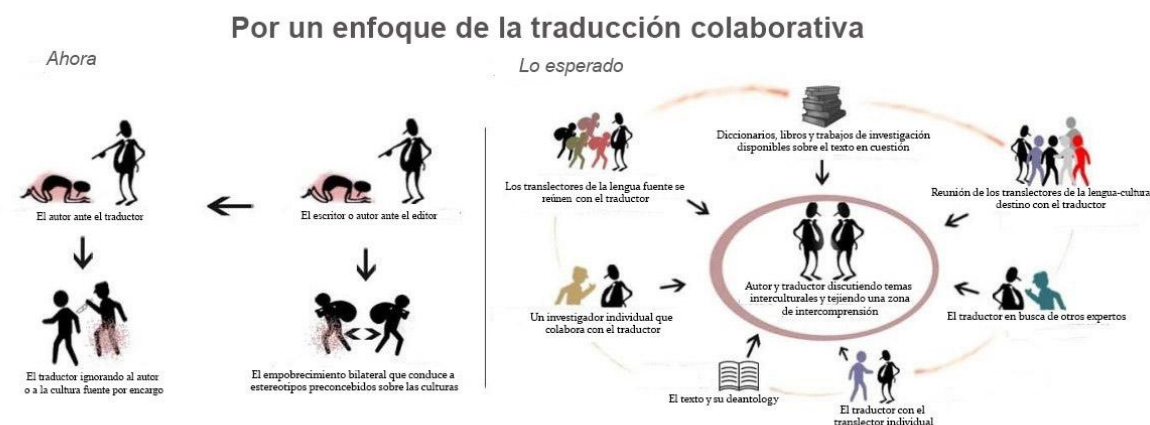 Por un enfoque de la traducción colaborativa
Ahora
El autor ante el traductor
El escritor o autor ante el editor
El traductor ignorando al autor
o a la cultura fuente por encargo
El empobrecimiento bilateral que conduce a
estereotipos preconcebidos sobre las culturas
Lo esperado
Diccionarios, libros y trabajos de investigación
disponibles sobre el texto en cuestión
Los translectores de la lengua fuente se
reúnen con el traductor
Reunión de los translectores de la lengua-cultura
destino con el traductor
Autor y traductor discutiendo temas
interculturales y tejiendo una zona
de intercomprensión
Un investigador individual que
colabora con el traductor
El traductor en busca de otros expertos
El texto y su deantology
El traductor con el
translector individual